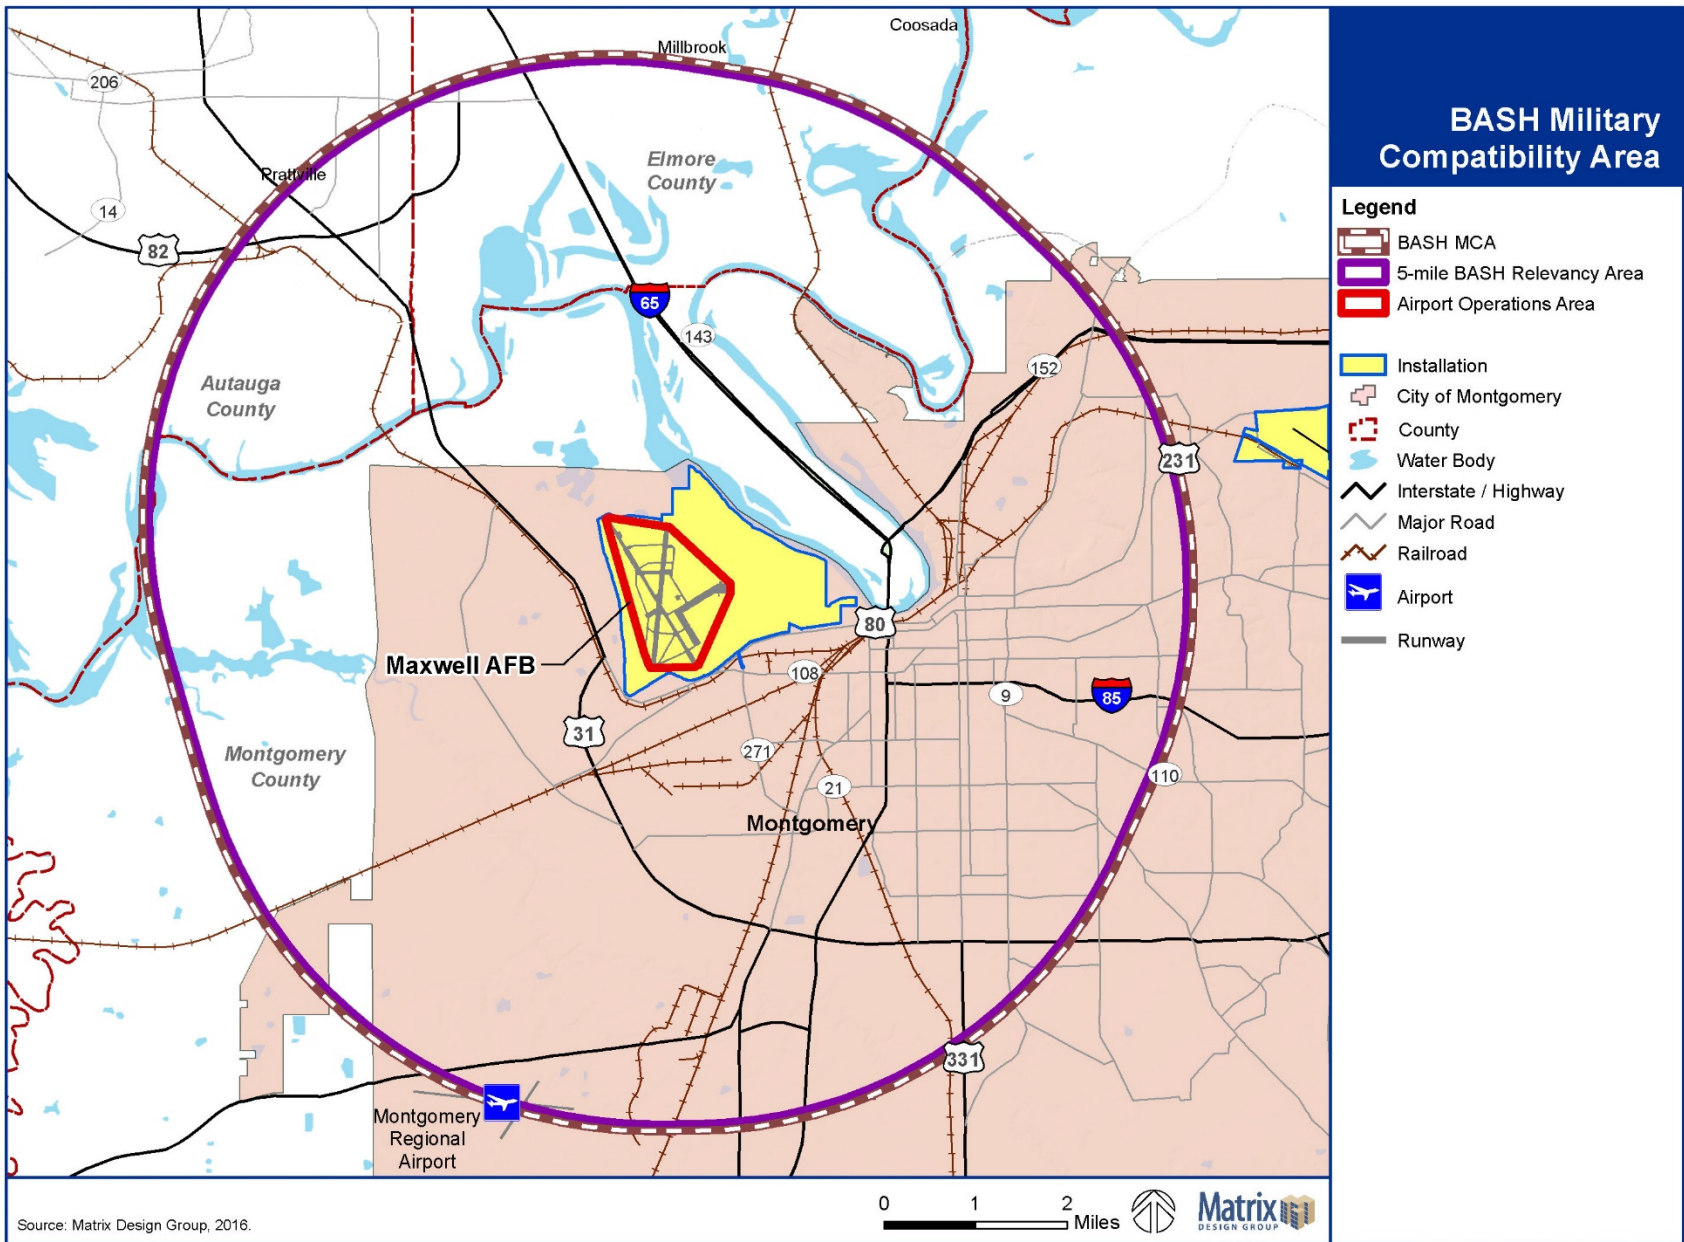 Coosada
Millbrook
206
Elmore
County
Prattville
14
82
65
143
152
Autauga
County
231
80
Maxwell AFB
108
9
85
31
Montgomery
County
271
110
21
Montgomery
331
Montgomery
Regional
Airport
BASH Military
Compatibility Area
Legend
BASH MCA
5-mile BASH Relevancy Area
Airport Operations Area
Installation
City of Montgomery
County
Water Body
Interstate / Highway
Major Road
Railroad
Airport
Runway
Source: Matrix Design Group, 2016.
0 1 2
Miles
Matrix
DESIGN GROUP